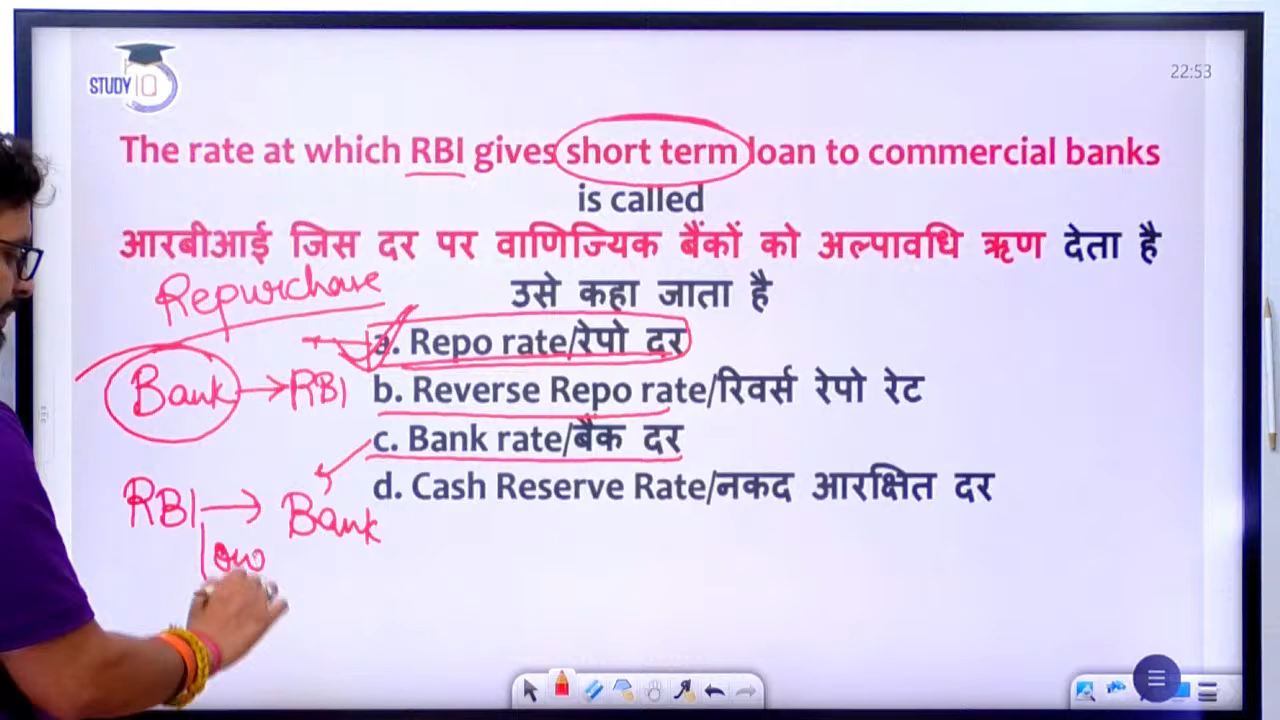 STUDY IQ
22:53
The rate at which RBI gives short term loan to commercial banks
is called
आरबीआई जिस दर पर वाणिज्यिक बैंकों को अल्पावधि ऋण देता है
उसे कहा जाता है
Repurchase
a. Repo rate/रेपो दर
Bank → RBI
b. Reverse Repo rate/रिवर्स रेपो रेट
c. Bank rate/बैंक दर
d. Cash Reserve Rate/नकद आरक्षित दर
RBI → Bank